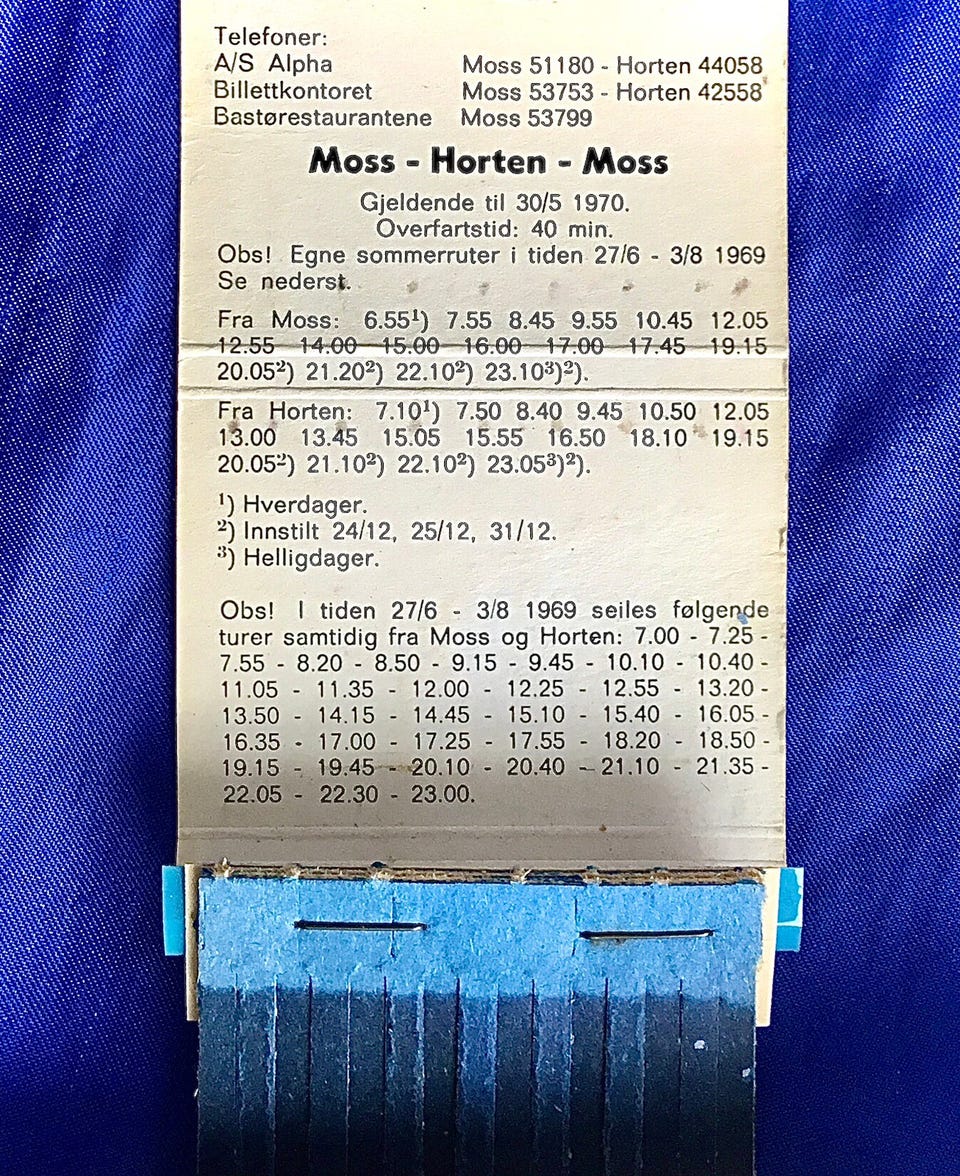 Telefoner:
A/S Alpha Moss 51180 - Horten 44058
Billettkontoret Moss 53753 - Horten 42558
Bastørestaurantene Moss 53799
Moss - Horten - Moss
Gjeldende til 30/5 1970.
Overfartstid: 40 min.
Obs! Egne sommerruter i tiden 27/6 - 3/8 1969
Se nederst.
Fra Moss: 6.55¹) 7.55 8.45 9.55 10.45 12.05
12.55 14.00 15.00 16.00 17.00 17.45 19.15
20.05²) 21.20²) 22.10²) 23.10³)²).
Fra Horten: 7.10¹) 7.50 8.40 9.45 10.50 12.05
13.00 13.45 15.05 15.55 16.50 18.10 19.15
20.05²) 21.10²) 22.10²) 23.05³)²).
¹) Hverdager.
²) Innstilt 24/12, 25/12, 31/12.
³) Helligdager.
Obs! I tiden 27/6 - 3/8 1969 seiles følgende
turer samtidig fra Moss og Horten: 7.00 - 7.25 -
7.55 - 8.20 - 8.50 - 9.15 - 9.45 - 10.10 - 10.40 -
11.05 - 11.35 - 12.00 - 12.25 - 12.55 - 13.20 -
13.50 - 14.15 - 14.45 - 15.10 - 15.40 - 16.05 -
16.35 - 17.00 - 17.25 - 17.55 - 18.20 - 18.50 -
19.15 - 19.45 - 20.10 - 20.40 - 21.10 - 21.35 -
22.05 - 22.30 - 23.00.